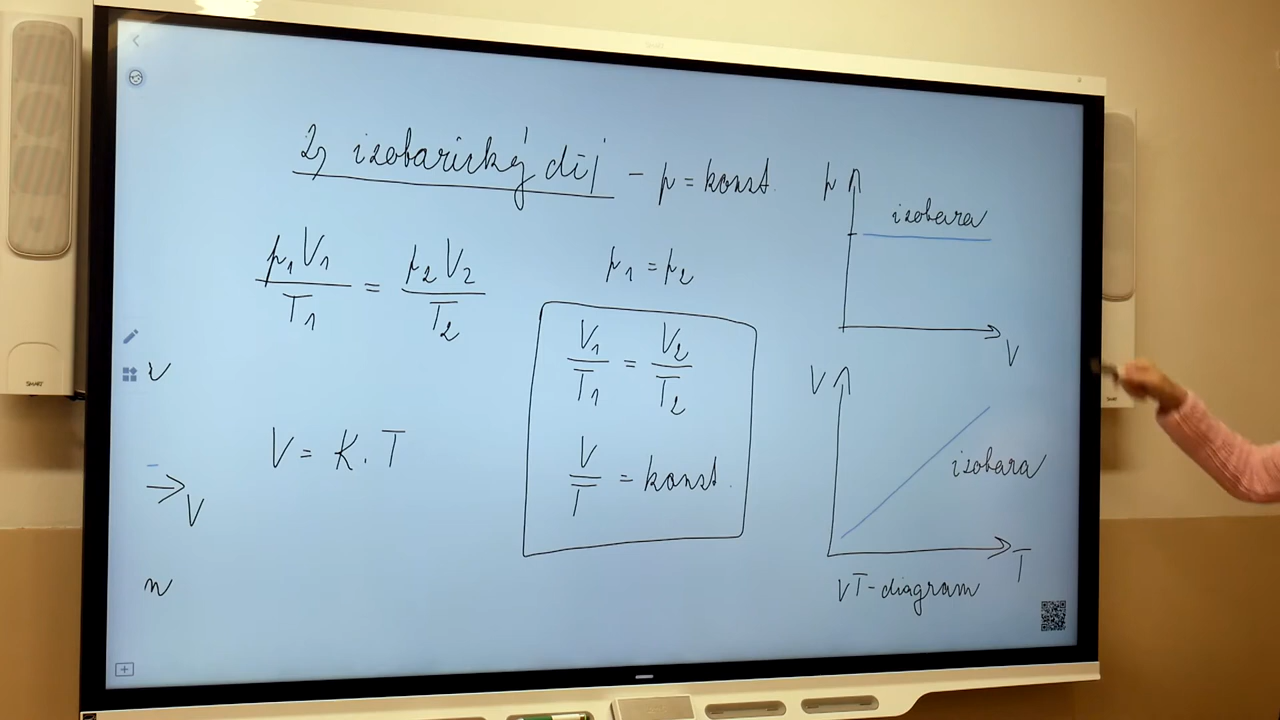 2, izobarický děj – p = konst.
p₁V₁/T₁ = p₂V₂/T₂
p₁ = p₂
V₁/T₁ = V₂/T₂
V = K.T
V/T = konst.
p
izobara
V
V
izobara
T
VT-diagram
V
n
SMART